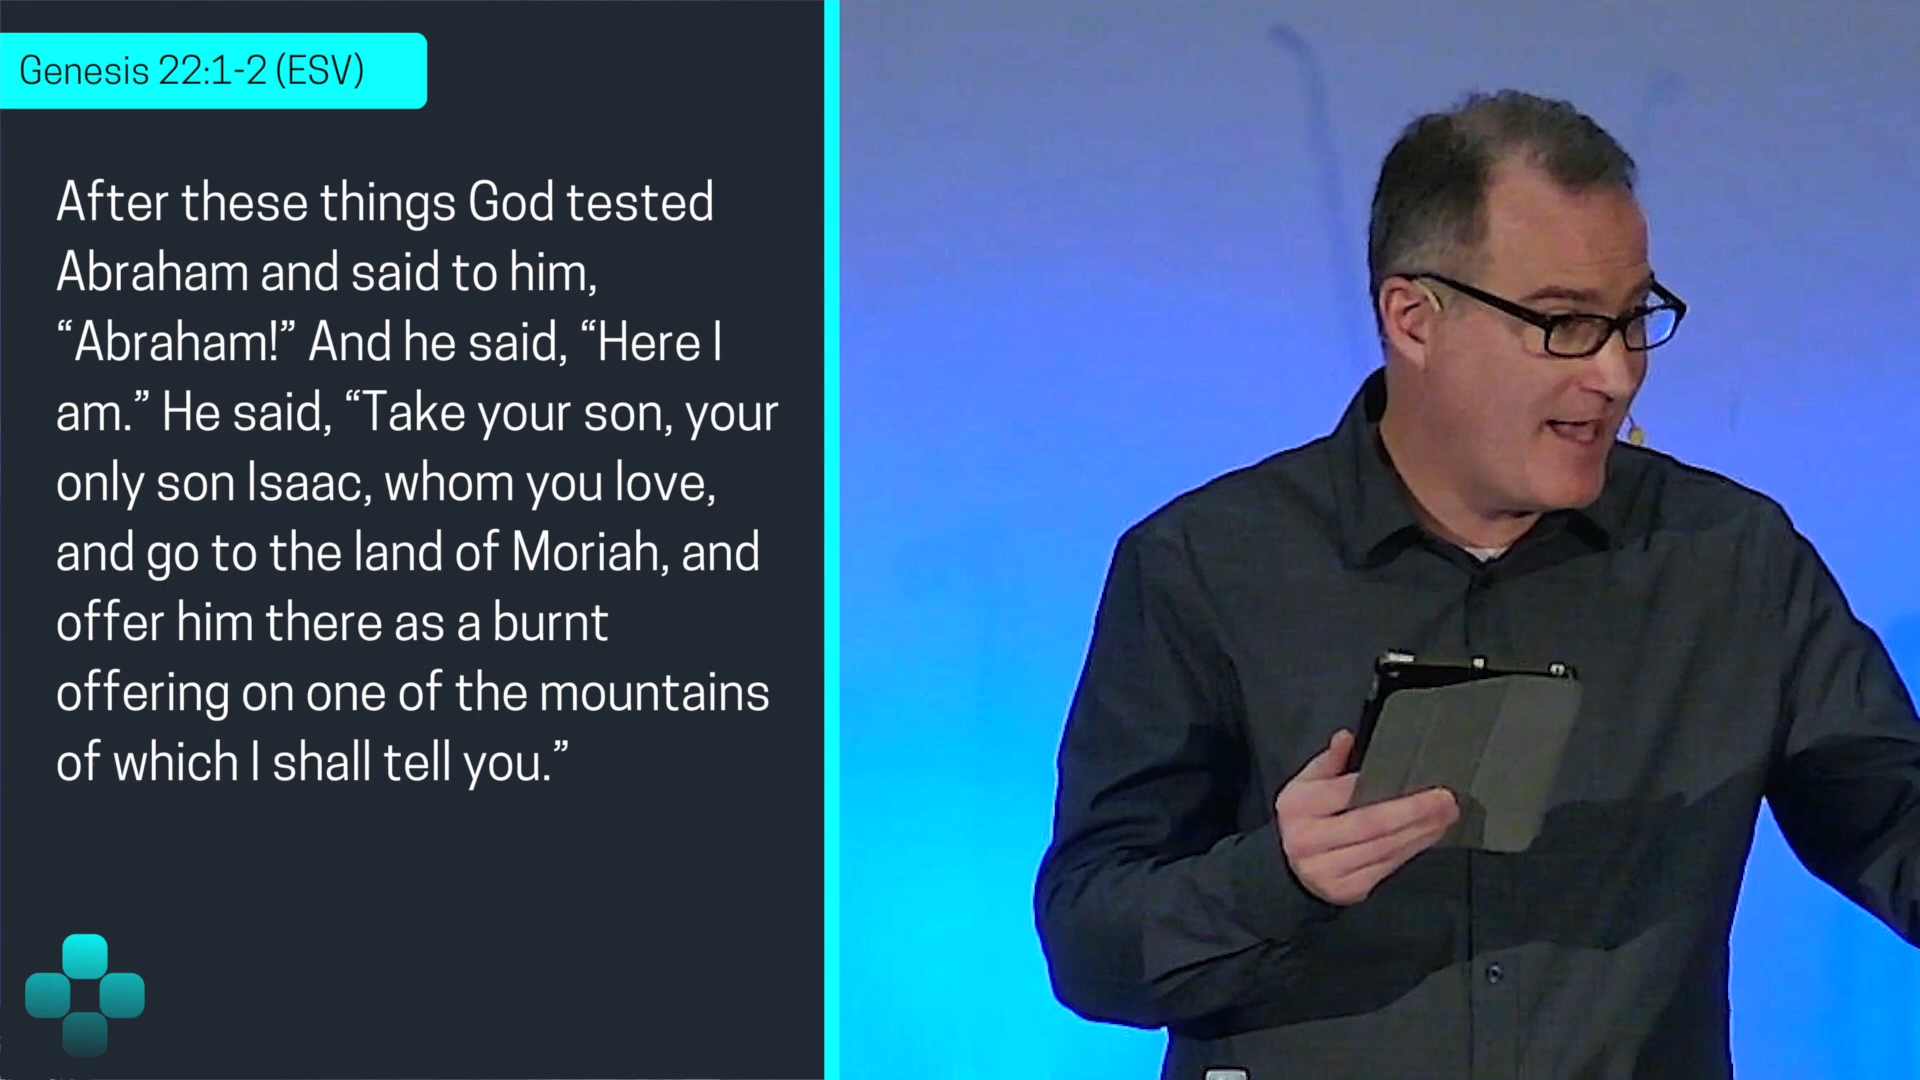 Genesis 22:1-2 (ESV)
After these things God tested
Abraham and said to him,
“Abraham!” And he said, “Here I
am.” He said, “Take your son, your
only son Isaac, whom you love,
and go to the land of Moriah, and
offer him there as a burnt
offering on one of the mountains
of which I shall tell you.”